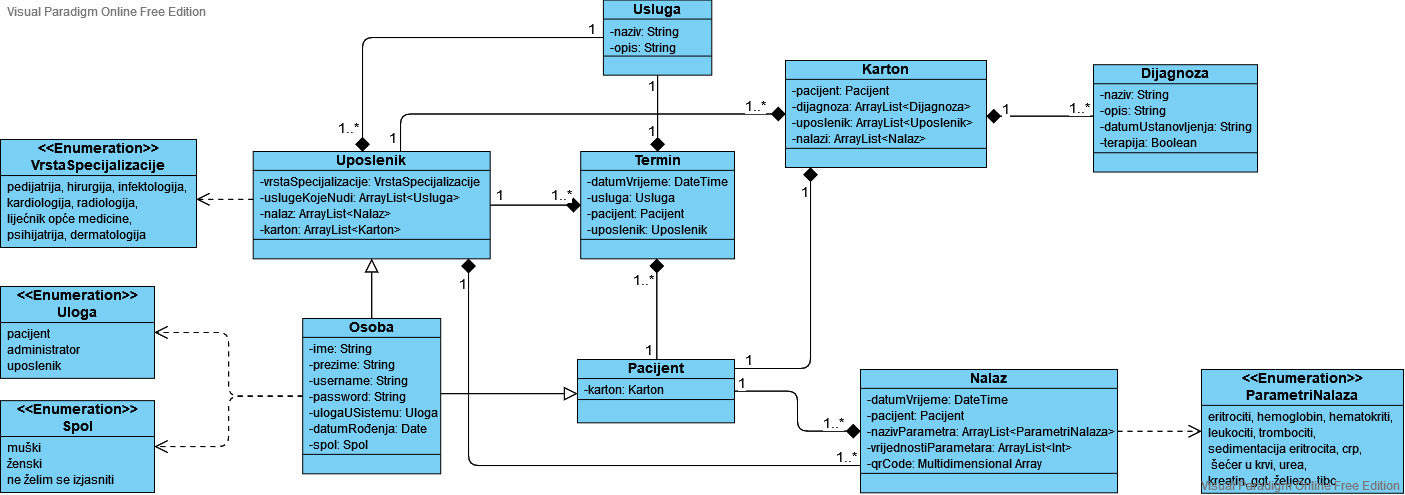 Visual Paradigm Online Free Edition
Usluga
-naziv: String
-opis: String
1
1
1..*
1
1
1..*
Karton
-pacijent: Pacijent
-dijagnoza: ArrayList<Dijagnoza>
-uposlenik: ArrayList<Uposlenik>
-nalazi: ArrayList<Nalaz>
1
1..*
Dijagnoza
-naziv: String
-opis: String
-datumUstanovljenja: String
-terapija: Boolean
<<Enumeration>>
VrstaSpecijalizacije
pedijatrija, hirurgija, infektologija,
kardiologija, radiologija,
lijećnik opće medicine,
psihijatrija, dermatologija
Uposlenik
-vrstaSpecijalizacije: VrstaSpecijalizacije
-uslugeKojeNudi: ArrayList<Usluga>
-nalaz: ArrayList<Nalaz>
-karton: ArrayList<Karton>
1
1..*
Termin
-datumVrijeme: DateTime
-usluga: Usluga
-pacijent: Pacijent
-uposlenik: Uposlenik
1
1
1..*
1
<<Enumeration>>
Uloga
pacijent
administrator
uposlenik
<<Enumeration>>
Spol
muški
ženski
ne želim se izjasniti
Osoba
-ime: String
-prezime: String
-username: String
-password: String
-ulogaUSistemu: Uloga
-datumRođenja: Date
-spol: Spol
Pacijent
-karton: Karton
1
1
1..*
1..*
Nalaz
-datumVrijeme: DateTime
-pacijent: Pacijent
-nazivParametra: ArrayList<ParametriNalaza>
-vrijednostiParametara: ArrayList<Int>
-qrCode: Multidimensional Array
<<Enumeration>>
ParametriNalaza
eritrociti, hemoglobin, hematokriti,
leukociti, trombociti,
sedimentacija eritrocita, crp,
šećer u krvi, urea,
kreatin, ggt, željezo, tibc
Visual Paradigm Online Free Edition